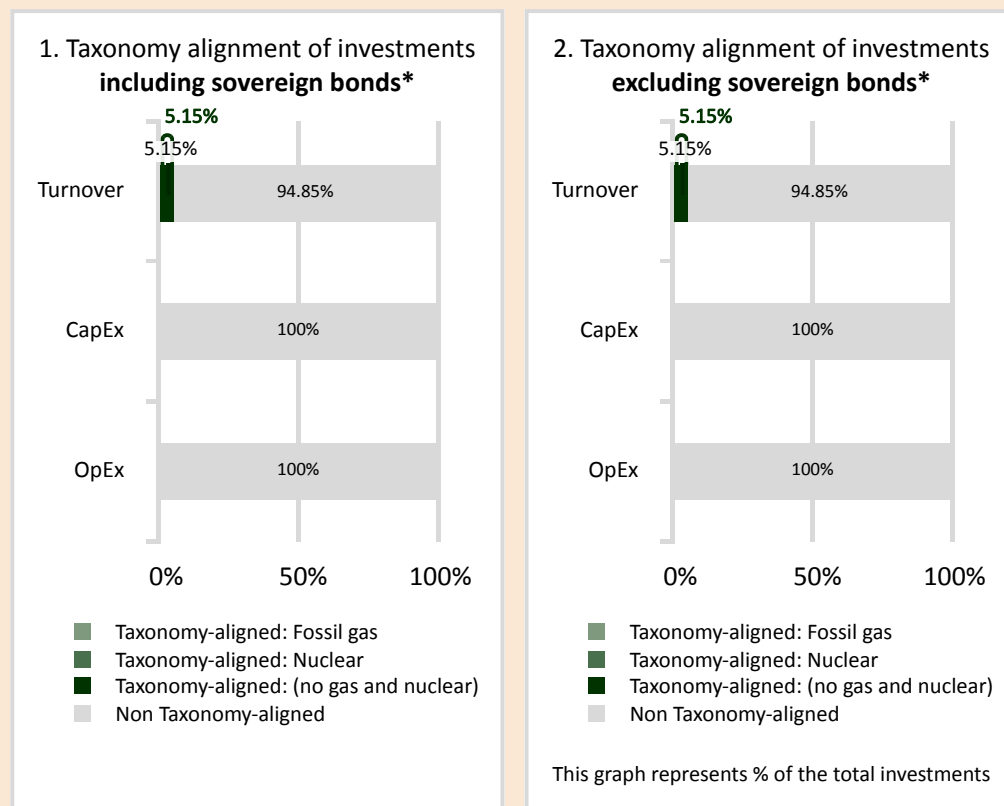 1. Taxonomy alignment of investments
including sovereign bonds*
5.15%
5.15%
Turnover
94.85%
CapEx
100%
OpEx
100%
0% 50% 100%
Taxonomy-aligned: Fossil gas
Taxonomy-aligned: Nuclear
Taxonomy-aligned: (no gas and nuclear)
Non Taxonomy-aligned
2. Taxonomy alignment of investments
excluding sovereign bonds*
5.15%
5.15%
Turnover
94.85%
CapEx
100%
OpEx
100%
0% 50% 100%
Taxonomy-aligned: Fossil gas
Taxonomy-aligned: Nuclear
Taxonomy-aligned: (no gas and nuclear)
Non Taxonomy-aligned
This graph represents % of the total investments